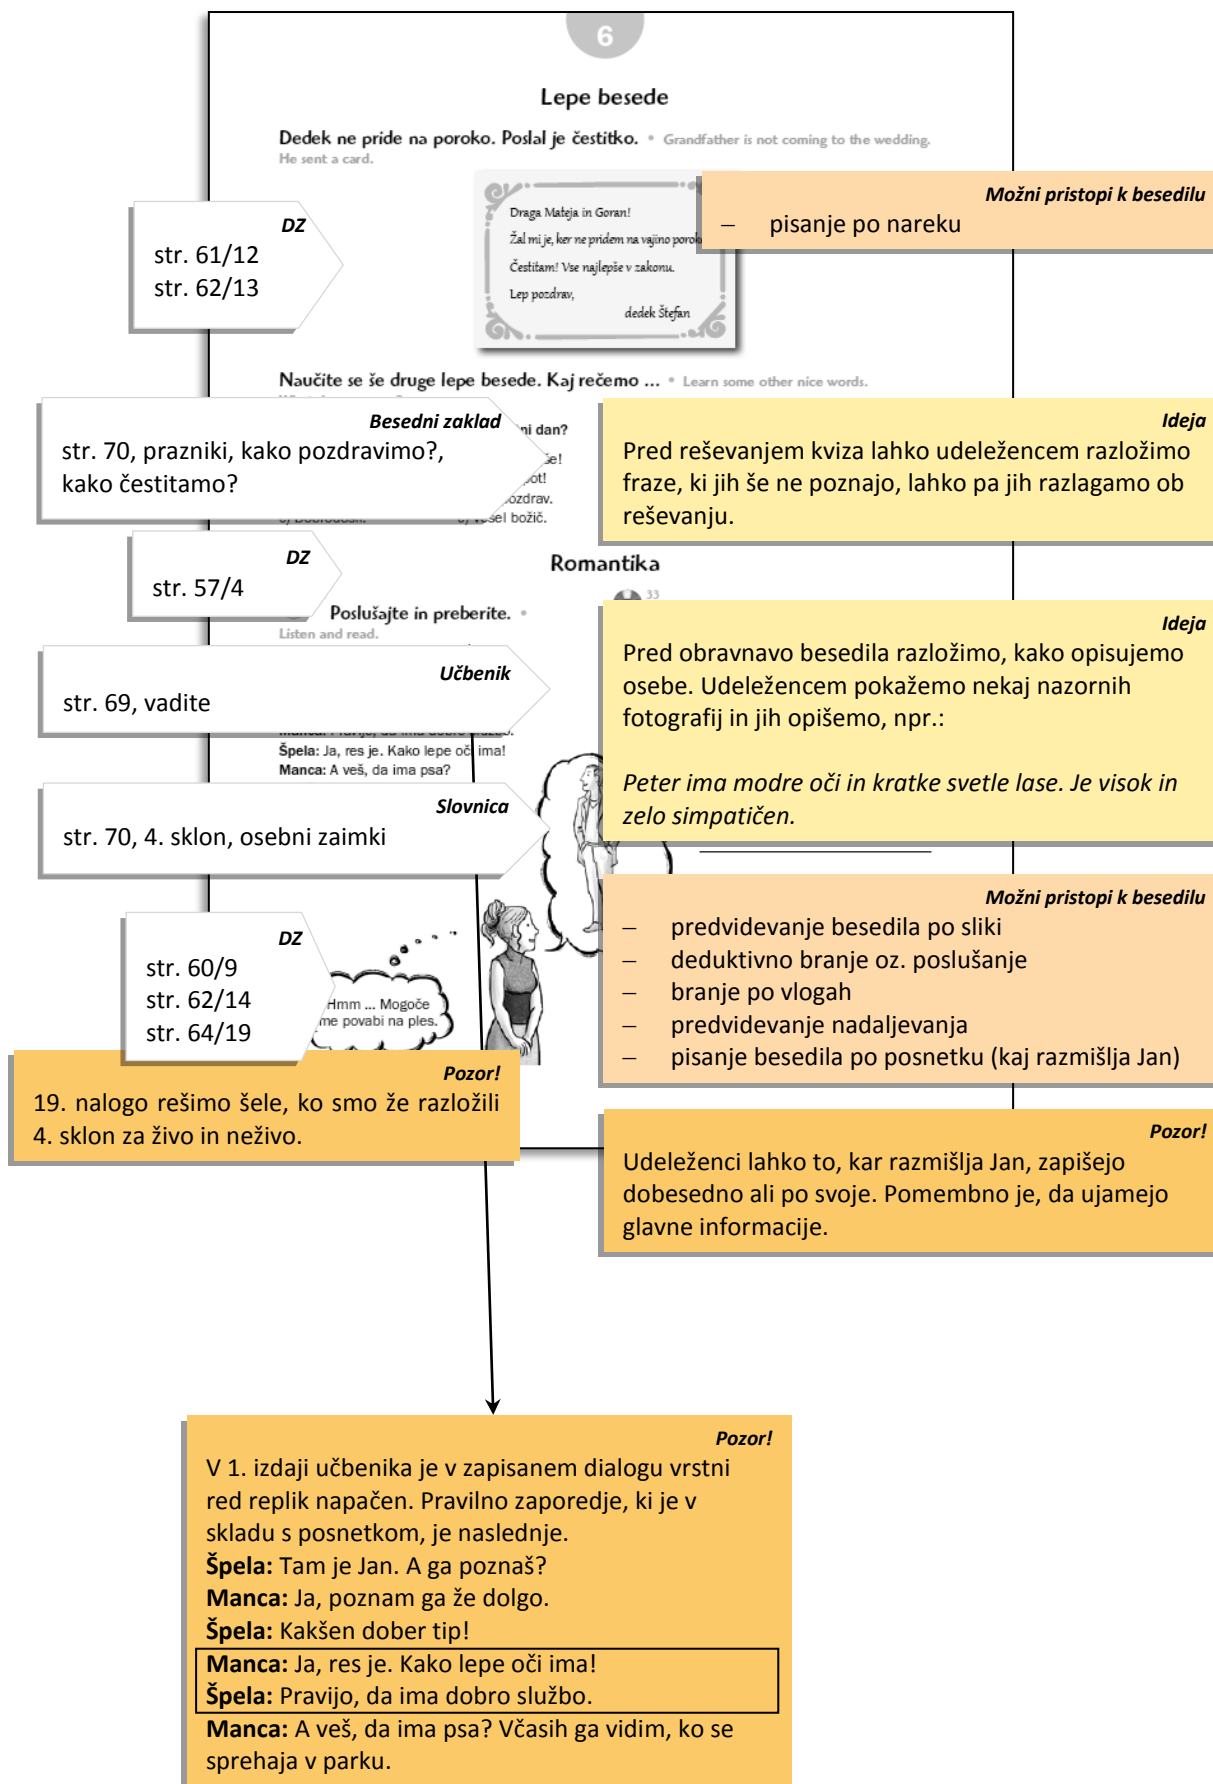 6
Lepe besede
Dedek ne pride na poroko. Poslal je čestitko. • Grandfather is not coming to the wedding.
He sent a card.
Draga Mateja in Goran!
Žal mi je, ker ne pridem na vajino
Čestitam! Vse najlepše v zakonu.
Lep pozdrav,
dedek Štefan
Možni pristopi k besedilu
– pisanje po nareku
DZ
str. 61/12
str. 62/13
Naučite se še druge lepe besede. Kaj rečemo ... • Learn some other nice words.
Besedni zaklad
str. 70, prazniki, kako pozdravimo?,
kako čestitamo?
dan?
božič.
Ideja
Pred reševanjem kviza lahko udeležencem razložimo
fraze, ki jih še ne poznajo, lahko pa jih razlagamo ob
reševanju.
DZ
str. 57/4
Romantika
33
Poslušajte in preberite. •
Listen and read.
Učbenik
str. 69, vadite
Ideja
Pred obravnavo besedila razložimo, kako opisujemo
osebe. Udeležencem pokažemo nekaj nazornih
fotografij in jih opišemo, npr.:
Peter ima modre oči in kratke svetle lase. Je visok in
zelo simpatičen.
Špela: Ja, res je. Kako lepe oči ima!
Manca: A veš, da ima psa?
Slovnica
str. 70, 4. sklon, osebni zaimki
DZ
str. 60/9
str. 62/14
str. 64/19
Hmm ... Mogoče
me povabi na ples.
Možni pristopi k besedilu
– predvidevanje besedila po sliki
– deduktivno branje oz. poslušanje
– branje po vlogah
– predvidevanje nadaljevanja
– pisanje besedila po posnetku (kaj razmišlja Jan)
Pozor!
19. nalogo rešimo šele, ko smo že razložili
4. sklon za živo in neživo.
Pozor!
Udeleženci lahko to, kar razmišlja Jan, zapišejo
dobesedno ali po svoje. Pomembno je, da ujamejo
glavne informacije.
Pozor!
V 1. izdaji učbenika je v zapisanem dialogu vrstni
red replik napačen. Pravilno zaporedje, ki je v
skladu s posnetkom, je naslednje.
Špela: Tam je Jan. A ga poznaš?
Manca: Ja, poznam ga že dolgo.
Špela: Kakšen dober tip!
Manca: Ja, res je. Kako lepe oči ima!
Špela: Pravijo, da ima dobro službo.
Manca: A veš, da ima psa? Včasih ga vidim, ko se
sprehaja v parku.